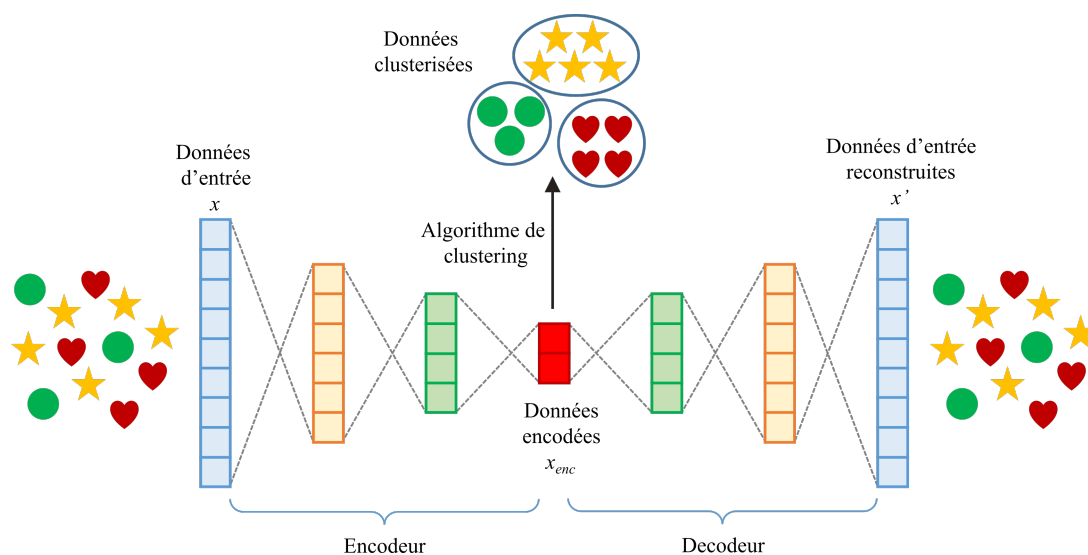 Données
clusterisées
Données
d'entrée
x
Données d'entrée
reconstruites
x'
Algorithme de
clustering
Données
encodées
x_enc
Encodeur
Decodeur